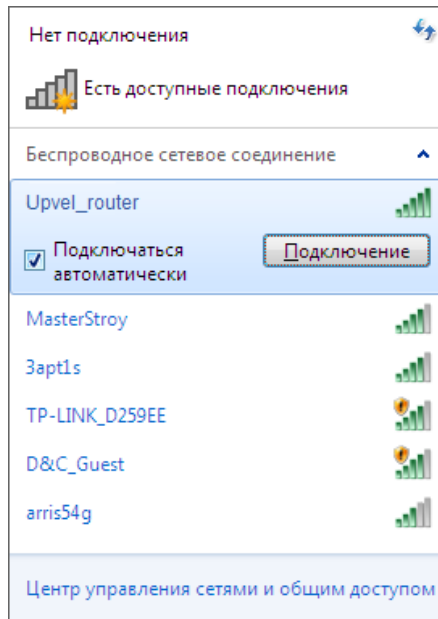 Нет подключения
Есть доступные подключения
Беспроводное сетевое соединение
Upvel_router
Подключаться
автоматически
Подключение
MasterStroy
3apt1s
TP-LINK_D259EE
D&C_Guest
arris54g
Центр управления сетями и общим доступом